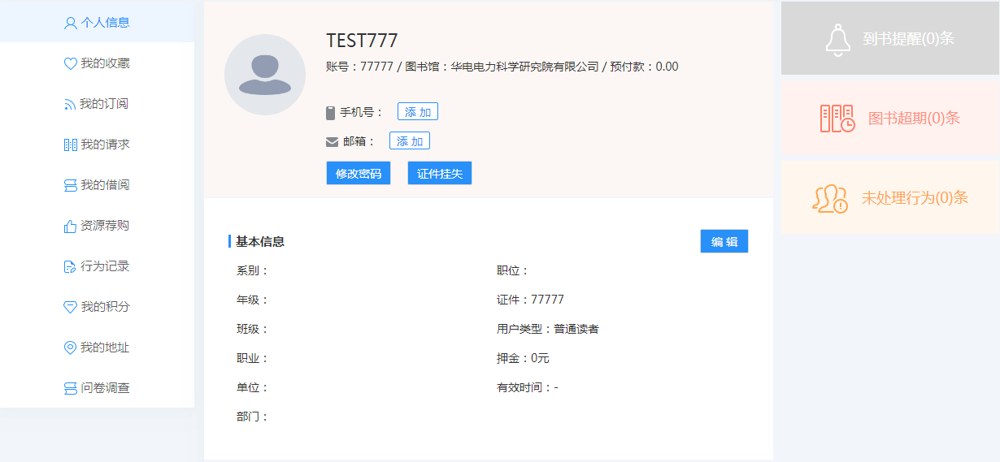 个人信息
我的收藏
我的订阅
我的请求
我的借阅
资源荐购
行为记录
我的积分
我的地址
问卷调查
TEST777
账号：77777 / 图书馆：华电电力科学研究院有限公司 / 预付款：0.00
手机号： 添 加
邮箱： 添 加
修改密码 证件挂失
基本信息 编 辑
系别： 职位：
年级： 证件：77777
班级： 用户类型：普通读者
职业： 押金：0元
单位： 有效时间：-
部门：
到书提醒(0)条
图书超期(0)条
未处理行为(0)条